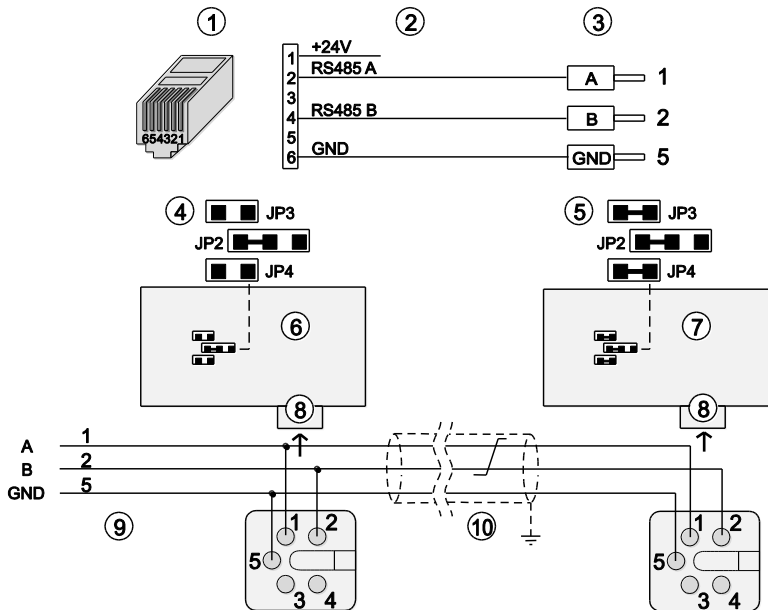 1 2 3
654321
1 +24V
2 RS485 A A 1
3
4 RS485 B B 2
5
6 GND GND 5
4 JP3 5 JP3
JP2 JP2
JP4 JP4
6 7
8 8
A 1
B 2
GND 5
9 10
1 2 1 2
5 5
3 4 3 4